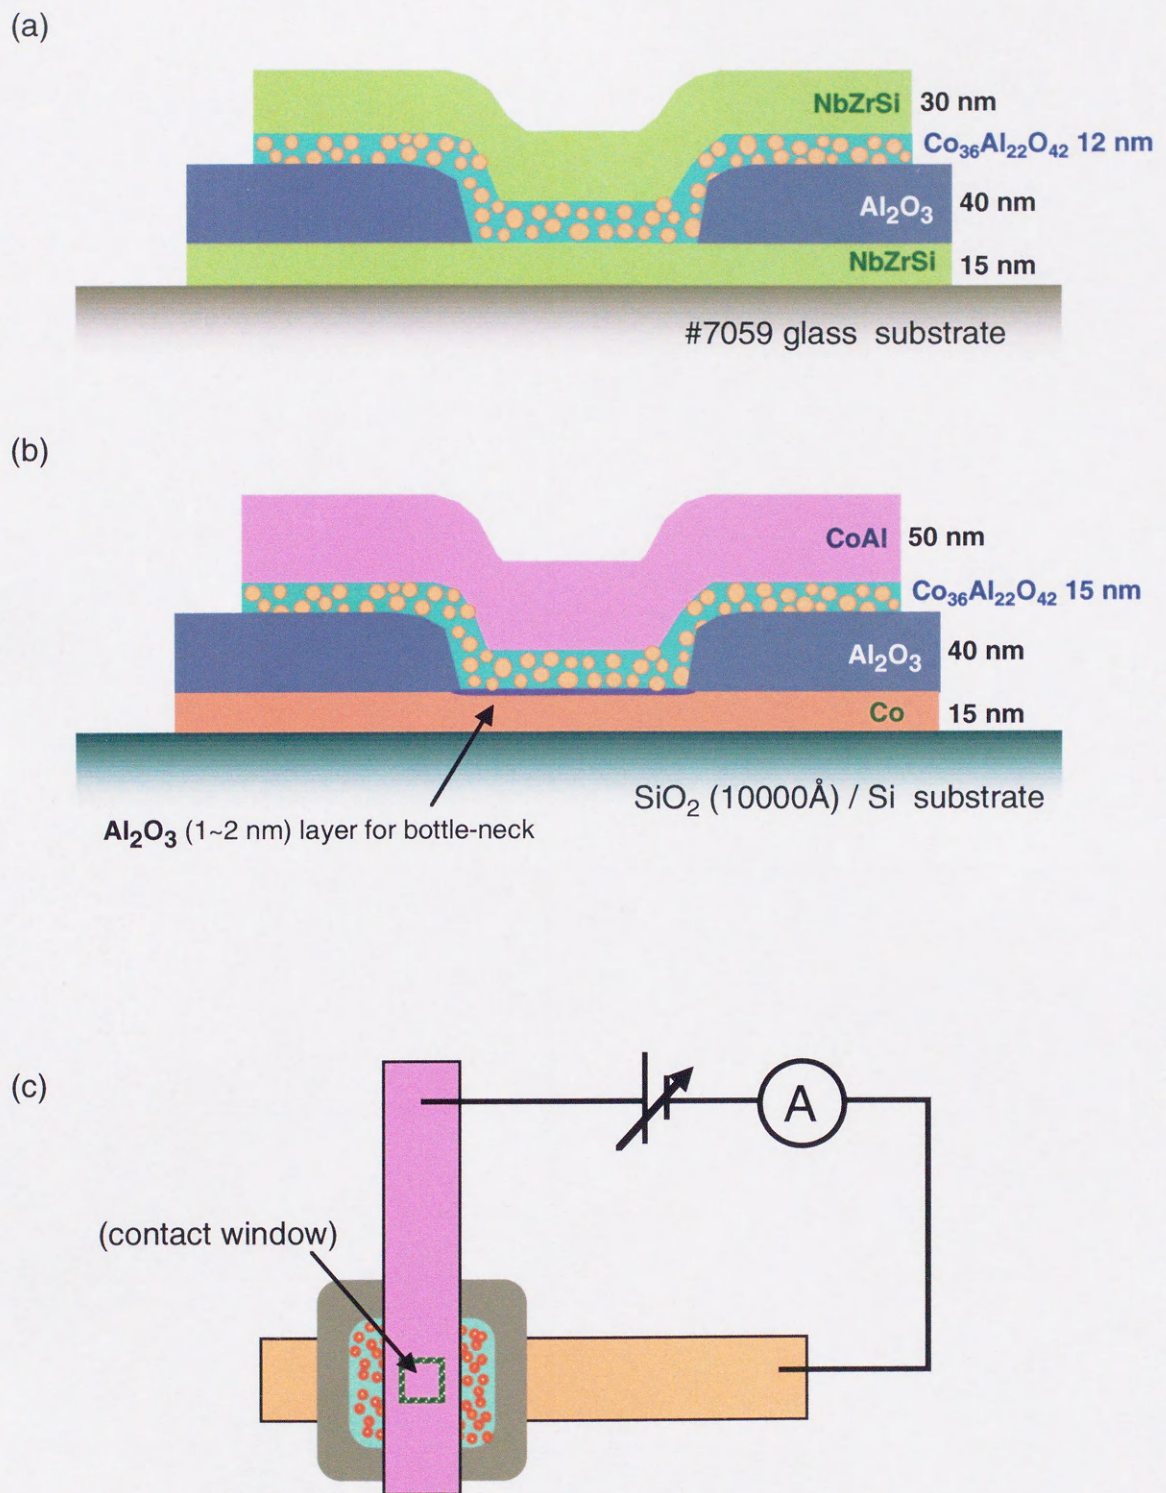 (a)
NbZrSi 30 nm
Co₃₆Al₂₂O₄₂ 12 nm
Al₂O₃ 40 nm
NbZrSi 15 nm
#7059 glass substrate
(b)
CoAl 50 nm
Co₃₆Al₂₂O₄₂ 15 nm
Al₂O₃ 40 nm
Co 15 nm
SiO₂ (10000Å) / Si substrate
Al₂O₃ (1~2 nm) layer for bottle-neck
(c)
A
(contact window)